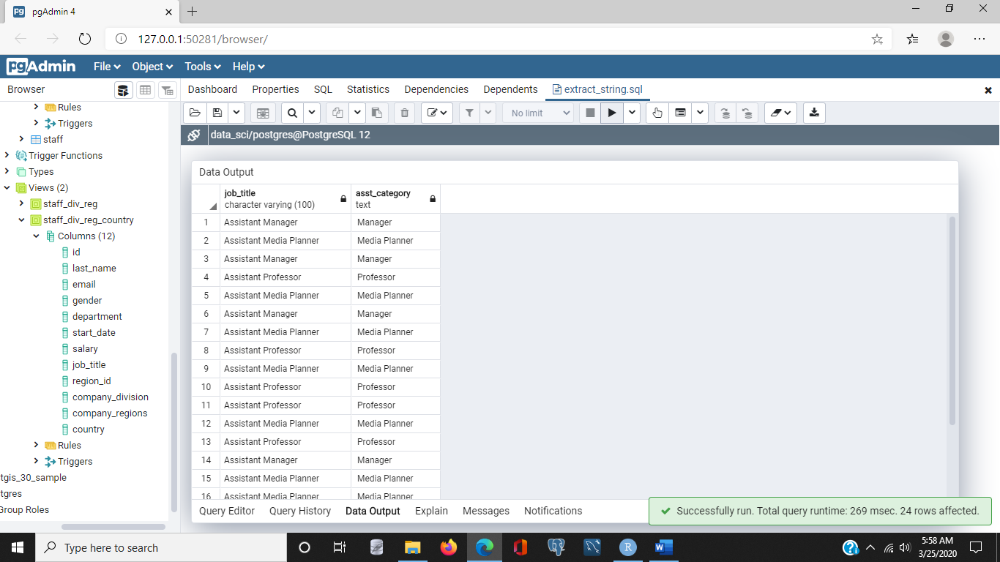 pgAdmin 4
127.0.0.1:50281/browser/
pgAdmin File Object Tools Help
Browser
Dashboard Properties SQL Statistics Dependencies Dependents extract_string.sql
No limit
data_sci/postgres@PostgreSQL 12
Rules
Triggers
staff
Trigger Functions
Types
Views (2)
staff_div_reg
staff_div_reg_country
Columns (12)
id
last_name
email
gender
department
start_date
salary
job_title
region_id
company_division
company_regions
country
Rules
Triggers
tgis_30_sample
tgres
Group Roles
Data Output
job_title asst_category
character varying (100) text
1 Assistant Manager Manager
2 Assistant Media Planner Media Planner
3 Assistant Manager Manager
4 Assistant Professor Professor
5 Assistant Media Planner Media Planner
6 Assistant Manager Manager
7 Assistant Media Planner Media Planner
8 Assistant Professor Professor
9 Assistant Media Planner Media Planner
10 Assistant Professor Professor
11 Assistant Professor Professor
12 Assistant Media Planner Media Planner
13 Assistant Professor Professor
14 Assistant Manager Manager
15 Assistant Media Planner Media Planner
16 Assistant Media Planner Media Planner
Query Editor Query History Data Output Explain Messages Notifications
Successfully run. Total query runtime: 269 msec. 24 rows affected.
Type here to search
5:58 AM
3/25/2020